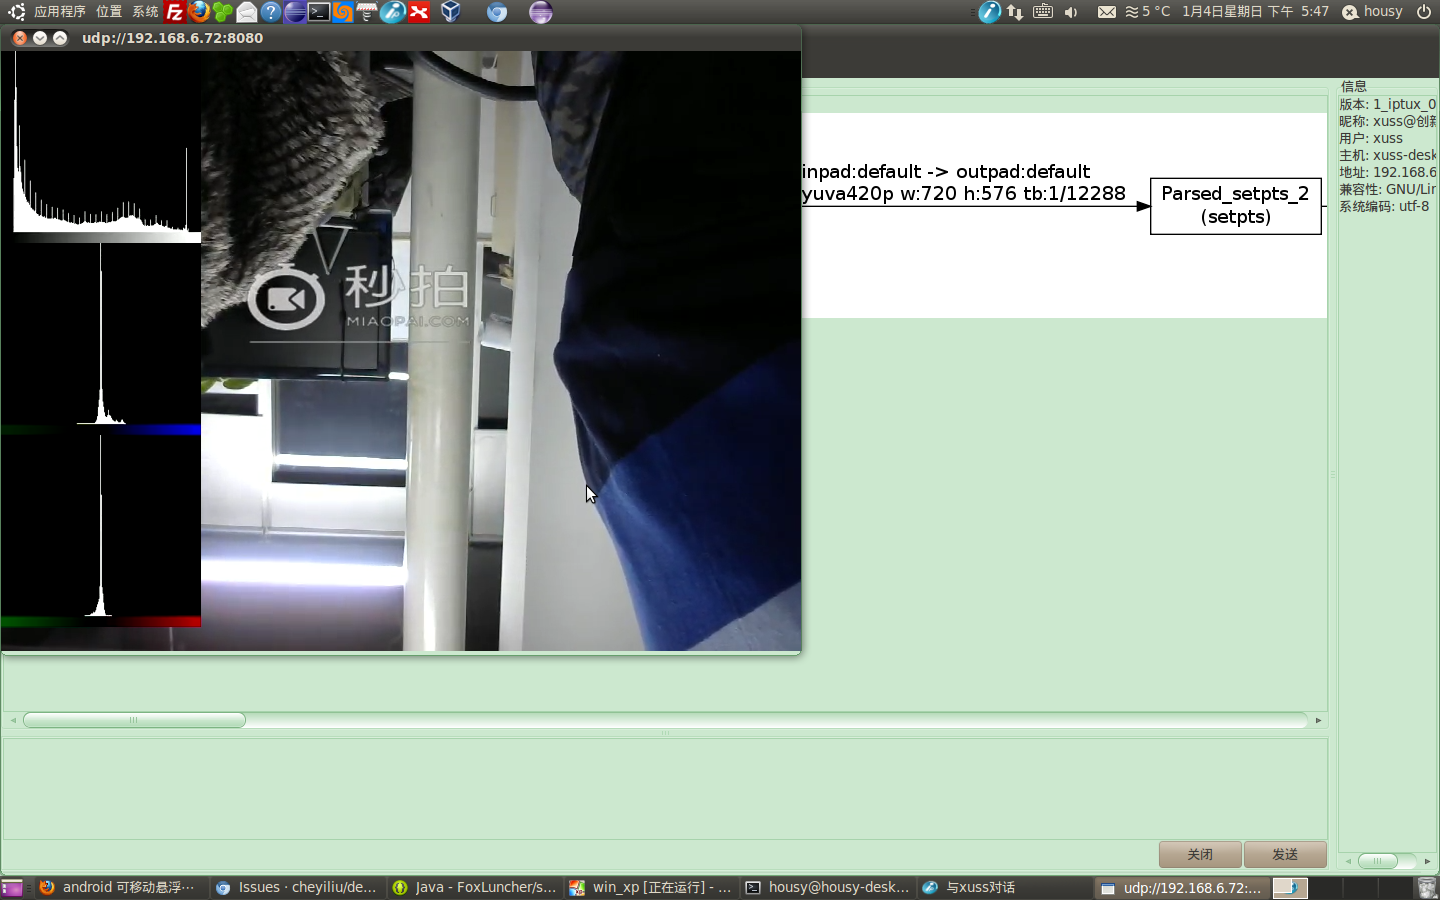 应用程序 位置 系统
5 °C 1月4日星期日 下午 5:47 housy
udp://192.168.6.72:8080
秒拍
MIAOPAI.COM
inpad:default -> outpad:default
yuva420p w:720 h:576 tb:1/12288
Parsed_setpts_2
(setpts)
信息
版本: 1_iptux_0
昵称: xuss@创新
用户: xuss
主机: xuss-desk
地址: 192.168.6
兼容性: GNU/Lin
系统编码: utf-8
关闭 发送
android 可移动悬浮… Issues · cheyiliu/de... Java - FoxLuncher/s... win_xp [正在运行] - ... housy@housy-desk... 与xuss对话 udp://192.168.6.72:...